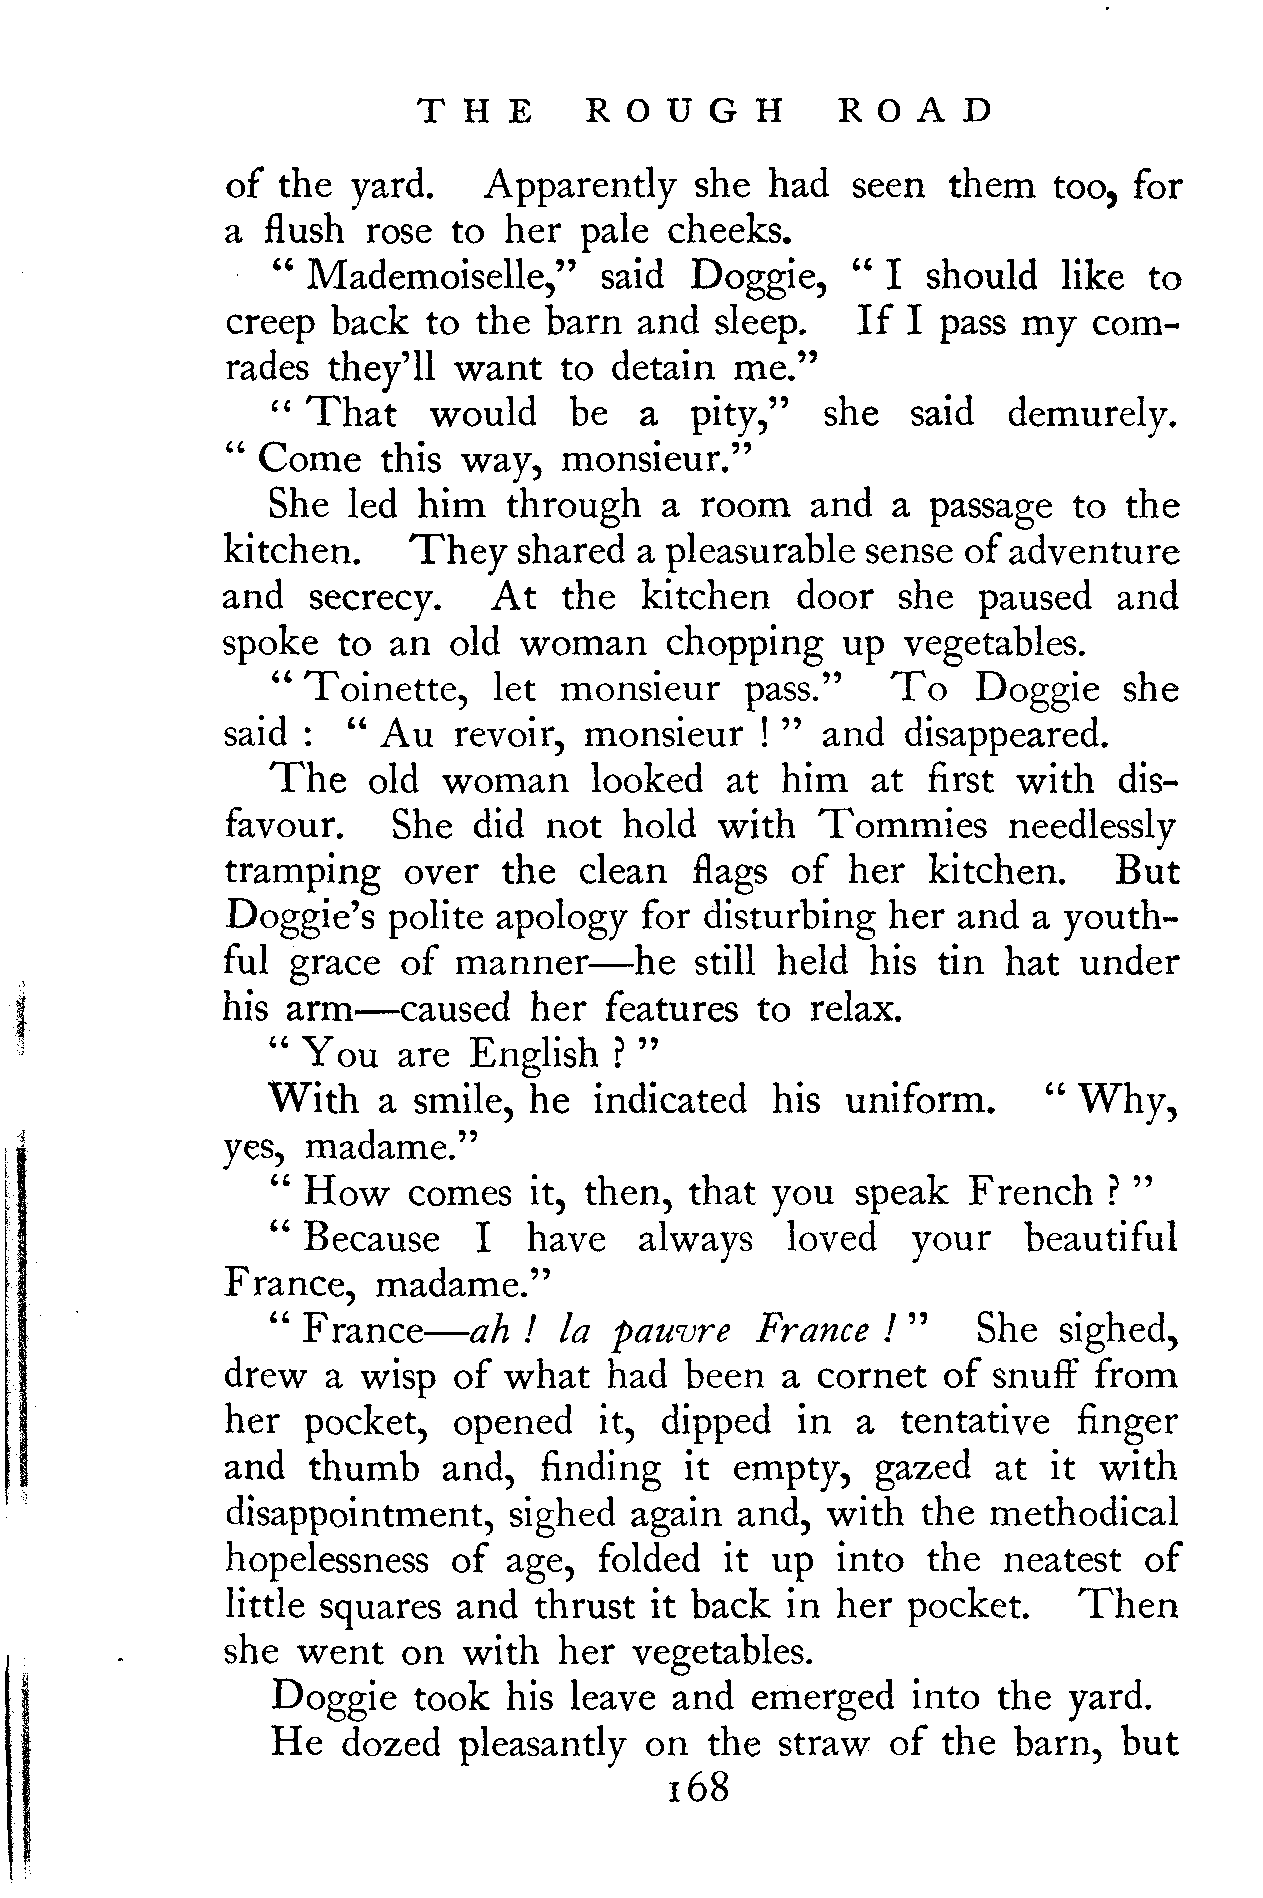 THE ROUGH ROAD
of the yard. Apparently she had seen them too, for
a flush rose to her pale cheeks.
“ Mademoiselle,” said Doggie, “ I should like to
creep back to the barn and sleep. If I pass my com-
rades they’ll want to detain me.”
“ That would be a pity,” she said demurely.
“ Come this way, monsieur.”
She led him through a room and a passage to the
kitchen. They shared a pleasurable sense of adventure
and secrecy. At the kitchen door she paused and
spoke to an old woman chopping up vegetables.
“ Toinette, let monsieur pass.” To Doggie she
said : “ Au revoir, monsieur ! ” and disappeared.
The old woman looked at him at first with dis-
favour. She did not hold with Tommies needlessly
tramping over the clean flags of her kitchen. But
Doggie’s polite apology for disturbing her and a youth-
ful grace of manner—he still held his tin hat under
his arm—caused her features to relax.
“ You are English ? ”
With a smile, he indicated his uniform. “ Why,
yes, madame.”
“ How comes it, then, that you speak French ? ”
“ Because I have always loved your beautiful
France, madame.”
“ France—ah ! la pauvre France ! ” She sighed,
drew a wisp of what had been a cornet of snuff from
her pocket, opened it, dipped in a tentative finger
and thumb and, finding it empty, gazed at it with
disappointment, sighed again and, with the methodical
hopelessness of age, folded it up into the neatest of
little squares and thrust it back in her pocket. Then
she went on with her vegetables.
Doggie took his leave and emerged into the yard.
He dozed pleasantly on the straw of the barn, but
168